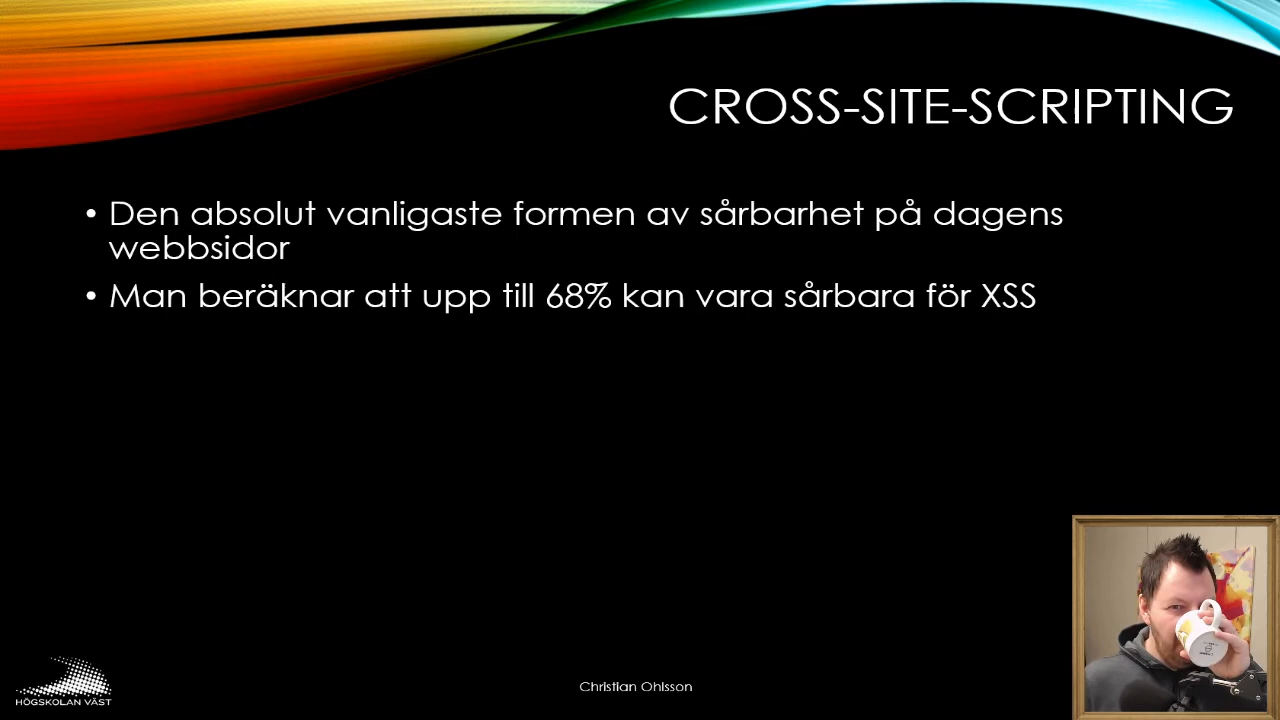 CROSS-SITE-SCRIPTING
• Den absolut vanligaste formen av sårbarhet på dagens
webbsidor
• Man beräknar att upp till 68% kan vara sårbara för XSS
HÖGSKOLAN VÄST
Christian Ohlsson